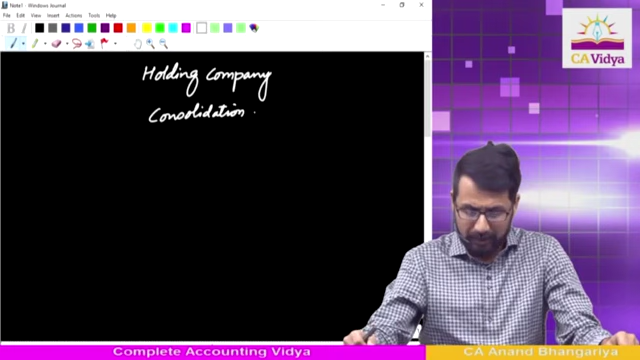 Note1 - Windows Journal
File Edit View Insert Actions Tools Help
B I
Holding Company
Consolidation .
CA Vidya
Complete Accounting Vidya
CA Anand Bhangariya